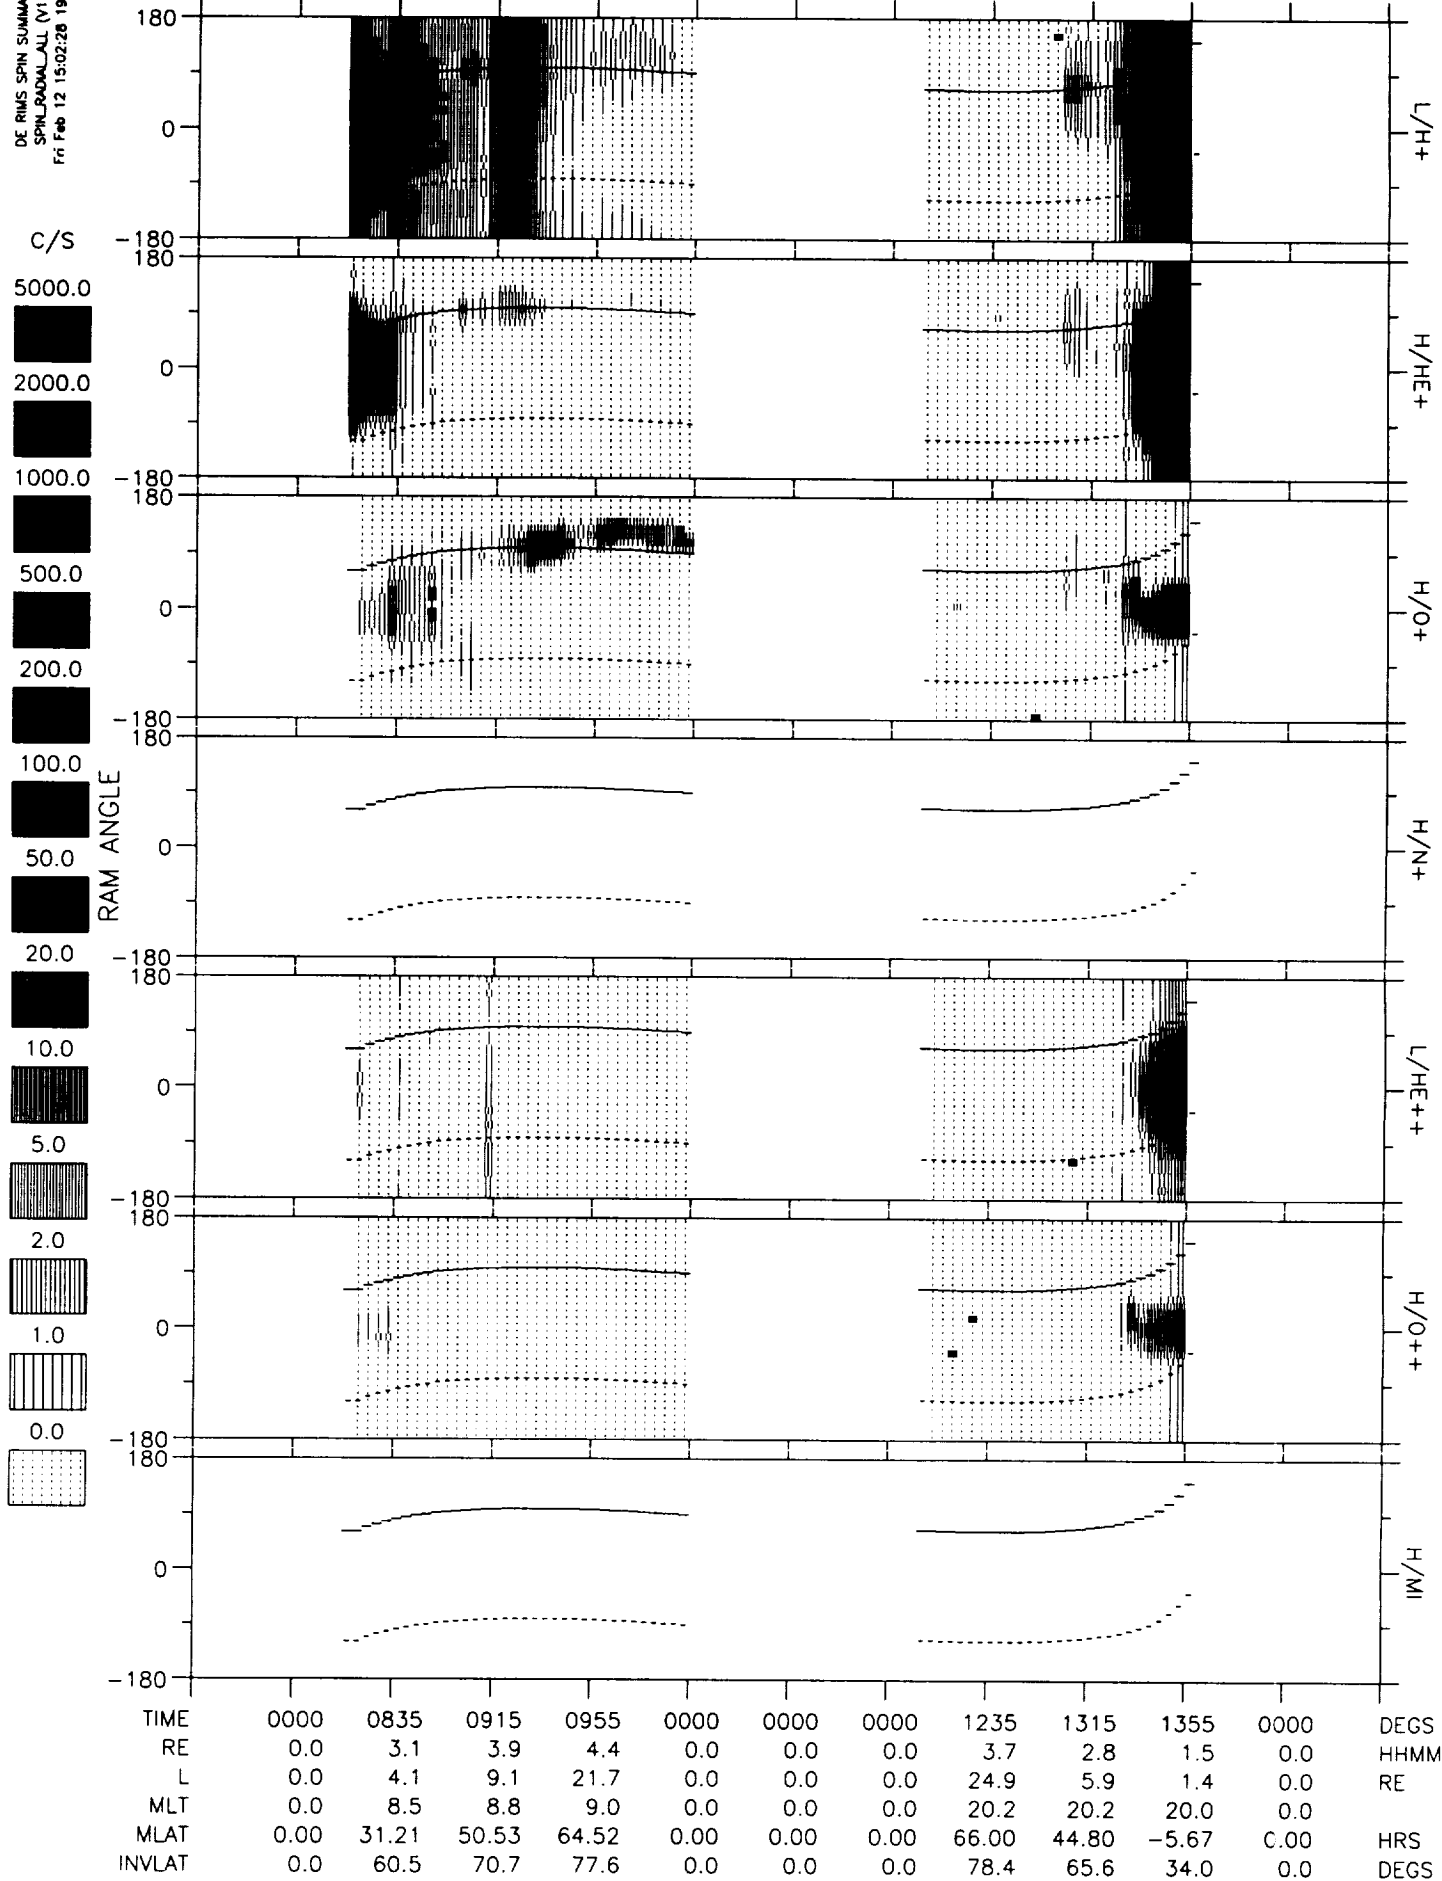 DE RIMS SPIN SUMMA
SPIN_RADIAL_ALL (V1
Fri Feb 12 15:02:28 19
C/S
5000.0
2000.0
1000.0
500.0
200.0
100.0
50.0
20.0
10.0
5.0
2.0
1.0
0.0
RAM ANGLE
180
0
-180
L/H+
180
0
-180
H/HE+
180
0
-180
H/O+
180
0
-180
H/N+
180
0
-180
L/HE++
180
0
-180
H/O++
180
0
-180
H/MI
TIME 0000 0835 0915 0955 0000 0000 0000 1235 1315 1355 0000 DEGS
RE 0.0 3.1 3.9 4.4 0.0 0.0 0.0 3.7 2.8 1.5 0.0 HHMM
L 0.0 4.1 9.1 21.7 0.0 0.0 0.0 24.9 5.9 1.4 0.0 RE
MLT 0.0 8.5 8.8 9.0 0.0 0.0 0.0 20.2 20.2 20.0 0.0
MLAT 0.00 31.21 50.53 64.52 0.00 0.00 0.00 66.00 44.80 -5.67 0.00 HRS
INVLAT 0.0 60.5 70.7 77.6 0.0 0.0 0.0 78.4 65.6 34.0 0.0 DEGS